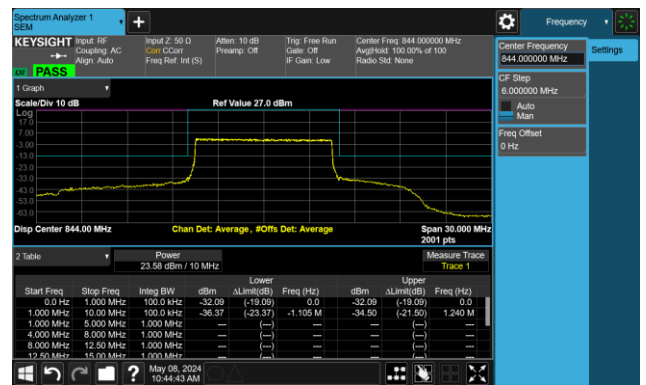 Spectrum Analyzer 1
SEM
Frequency
KEYSIGHT
Input: RF
Coupling: AC
Align: Auto
Input Z: 50 Ω
Corr CCorr
Freq Ref: Int (S)
Atten: 10 dB
Preamp: Off
Trig: Free Run
Gate: Off
IF Gain: Low
Center Freq: 844.000000 MHz
Avg|Hold: 100.00% of 100
Radio Std: None
PASS
Center Frequency
844.000000 MHz
Settings
CF Step
6.000000 MHz
Auto
Man
Freq Offset
0 Hz
1 Graph
Scale/Div 10 dB
Ref Value 27.0 dBm
Log
17.0
7.00
-3.00
-13.0
-23.0
-33.0
-43.0
-53.0
-63.0
Disp Center 844.00 MHz
Chan Det: Average, #Offs Det: Average
Span 30.000 MHz
2001 pts
2 Table
Power
23.58 dBm / 10 MHz
Measure Trace
Trace 1
Lower Upper
Start Freq Stop Freq Integ BW dBm ΔLimit(dB) Freq (Hz) dBm ΔLimit(dB) Freq (Hz)
0.0 Hz 1.000 MHz 100.0 kHz -32.09 (-19.09) 0.0 -32.09 (-19.09) 0.0
1.000 MHz 10.00 MHz 100.0 kHz -36.37 (-23.37) -1.105 M -34.50 (-21.50) 1.240 M
1.000 MHz 5.000 MHz 1.000 MHz --- (---) --- --- (---) ---
4.000 MHz 8.000 MHz 1.000 MHz --- (---) --- --- (---) ---
8.000 MHz 12.50 MHz 1.000 MHz --- (---) --- --- (---) ---
12.50 MHz 15.00 MHz 1.000 MHz --- (---) --- --- (---) ---
?
May 08, 2024
10:44:43 AM